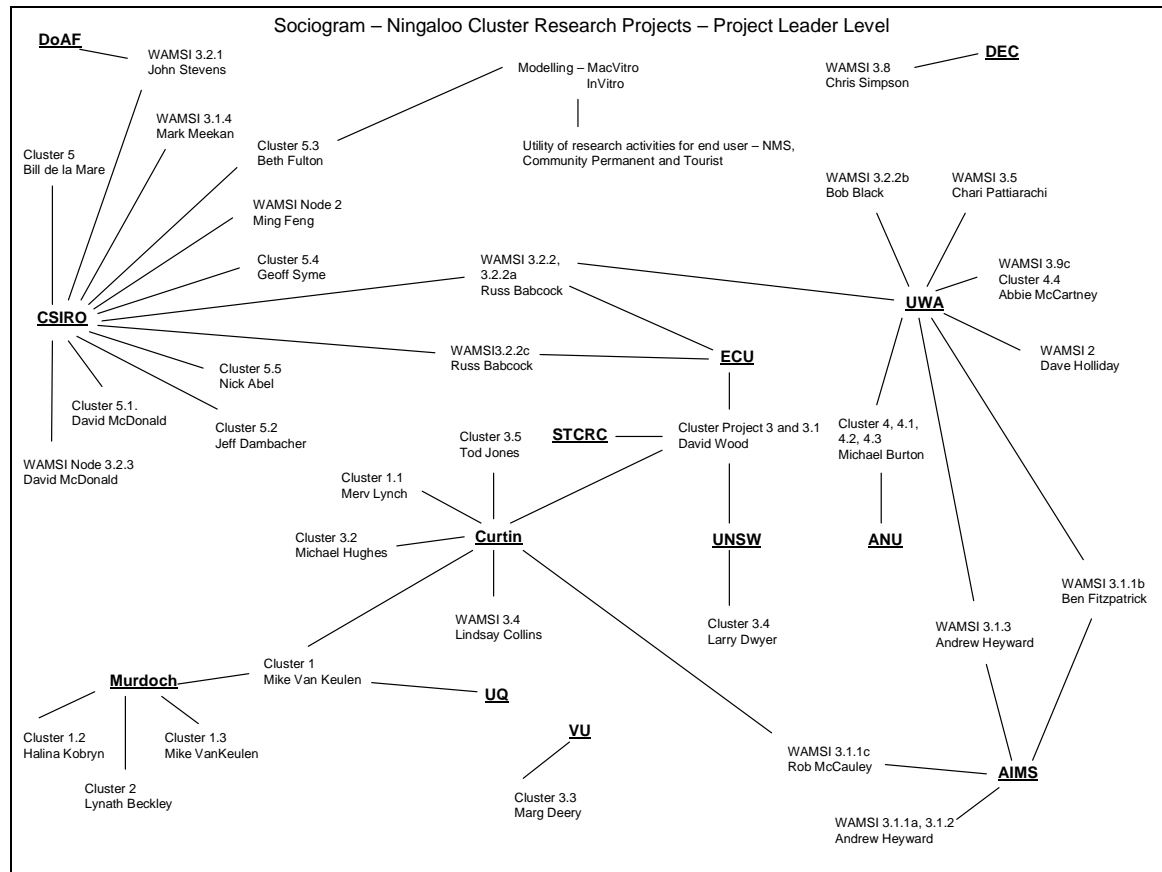 Sociogram – Ningaloo Cluster Research Projects – Project Leader Level
DoAF
WAMSI 3.2.1
John Stevens
Modelling – MacVitro
InVitro
WAMSI 3.8
Chris Simpson
DEC
WAMSI 3.1.4
Mark Meekan
Cluster 5
Bill de la Mare
Cluster 5.3
Beth Fulton
Utility of research activities for end user – NMS,
Community Permanent and Tourist
WAMSI 3.2.2b
Bob Black
WAMSI 3.5
Chari Pattiarachi
WAMSI Node 2
Ming Feng
Cluster 5.4
Geoff Syme
WAMSI 3.2.2,
3.2.2a
Russ Babcock
WAMSI 3.9c
Cluster 4.4
Abbie McCartney
UWA
CSIRO
WAMSI3.2.2c
Russ Babcock
ECU
WAMSI 2
Dave Holliday
Cluster 5.5
Nick Abel
Cluster 5.1.
David McDonald
Cluster 5.2
Jeff Dambacher
WAMSI Node 3.2.3
David McDonald
Cluster 3.5
Tod Jones
STCRC
Cluster Project 3 and 3.1
David Wood
Cluster 4, 4.1,
4.2, 4.3
Michael Burton
Cluster 1.1
Merv Lynch
Cluster 3.2
Michael Hughes
Curtin
UNSW
ANU
WAMSI 3.4
Lindsay Collins
Cluster 3.4
Larry Dwyer
WAMSI 3.1.3
Andrew Heyward
WAMSI 3.1.1b
Ben Fitzpatrick
Murdoch
Cluster 1
Mike Van Keulen
UQ
Cluster 1.2
Halina Kobryn
Cluster 1.3
Mike VanKeulen
Cluster 2
Lynath Beckley
VU
Cluster 3.3
Marg Deery
WAMSI 3.1.1c
Rob McCauley
AIMS
WAMSI 3.1.1a, 3.1.2
Andrew Heyward